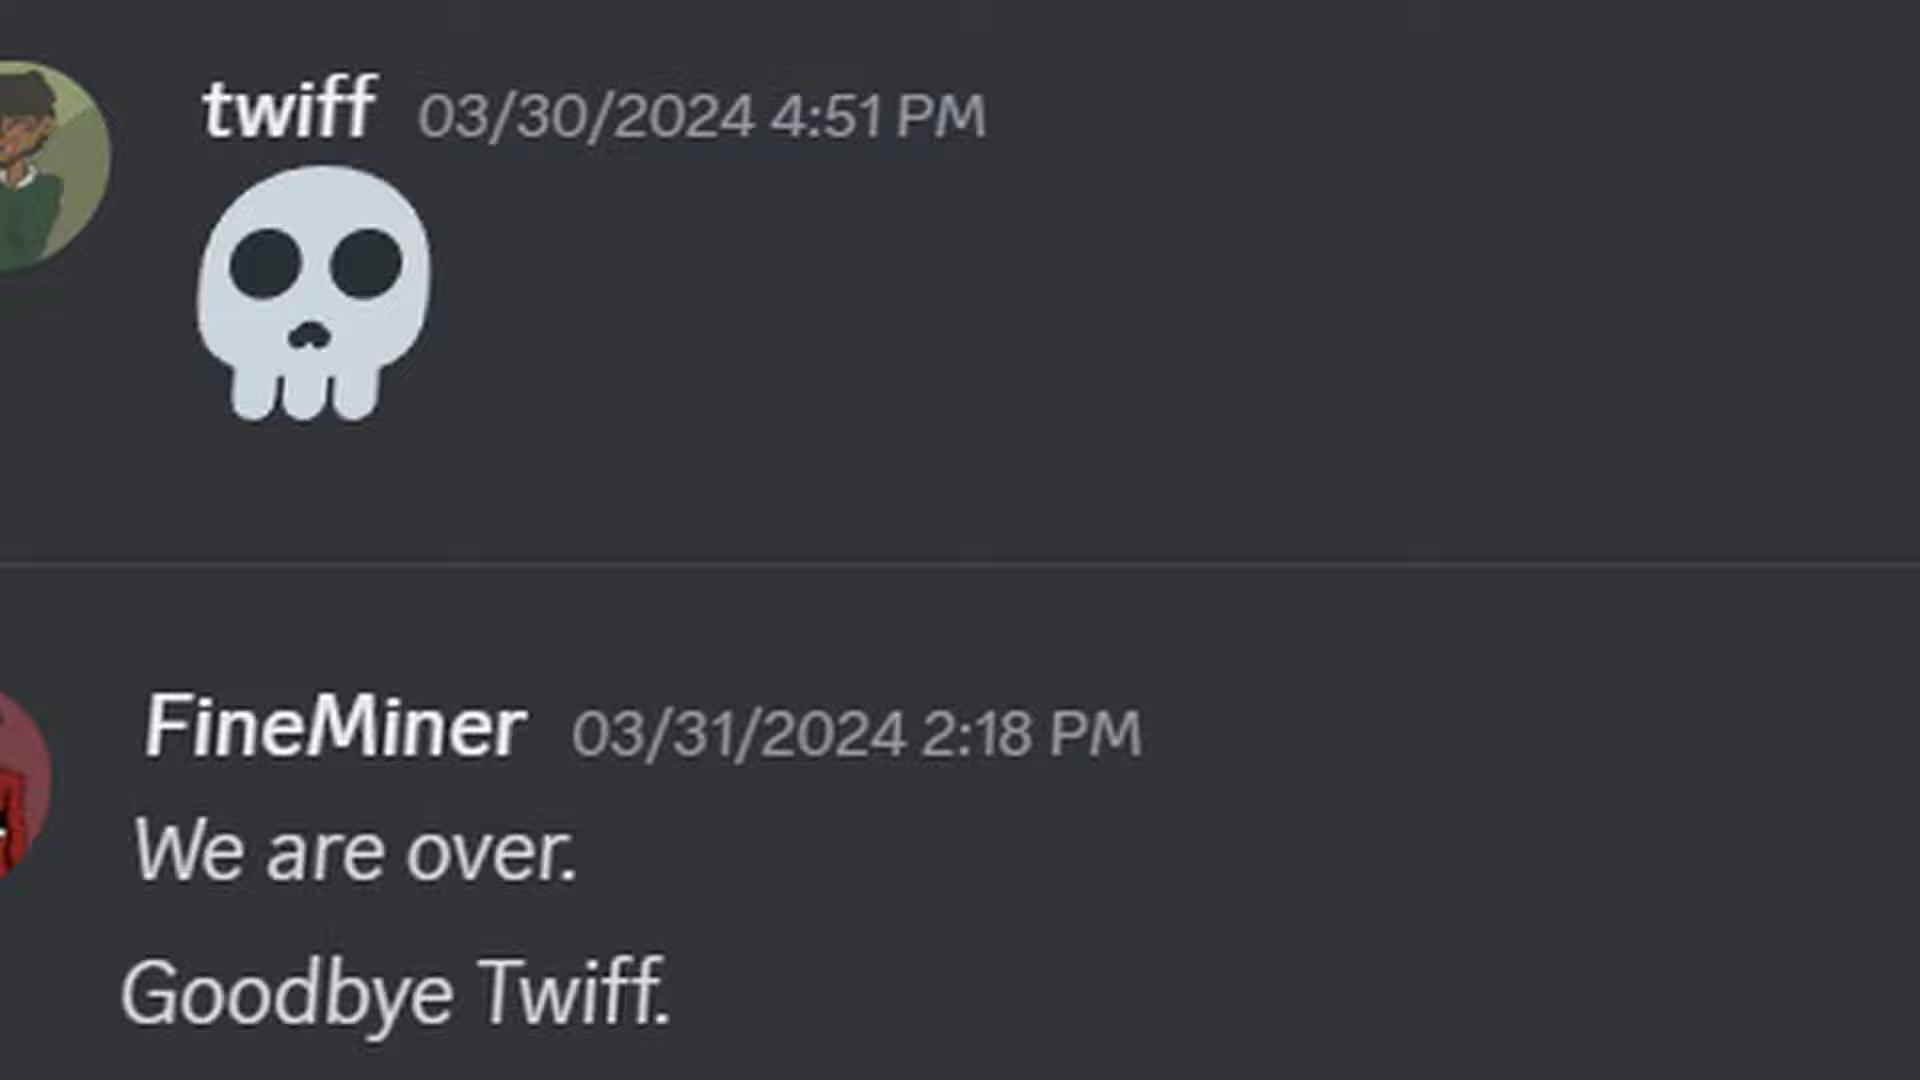 twiff 03/30/2024 4:51 PM
💀
FineMiner 03/31/2024 2:18 PM
We are over.
Goodbye Twiff.